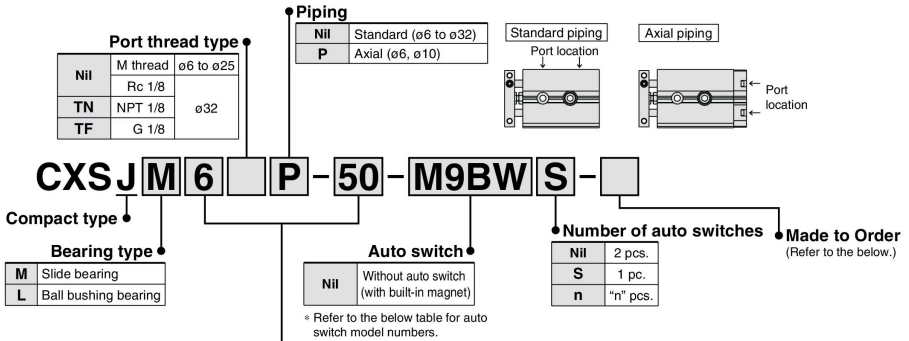 Piping
Nil Standard (ø6 to ø32)
P Axial (ø6, ø10)
Standard piping
Port location
Axial piping
Port
location
Port thread type
Nil M thread ø6 to ø25
Rc 1/8 ø32
TN NPT 1/8
TF G 1/8
CXSJ M 6 P - 50 - M9BW S -
Compact type
Bearing type
M Slide bearing
L Ball bushing bearing
Auto switch
Nil Without auto switch
(with built-in magnet)
* Refer to the below table for auto
switch model numbers.
Number of auto switches
Nil 2 pcs.
S 1 pc.
n “n” pcs.
Made to Order
(Refer to the below.)